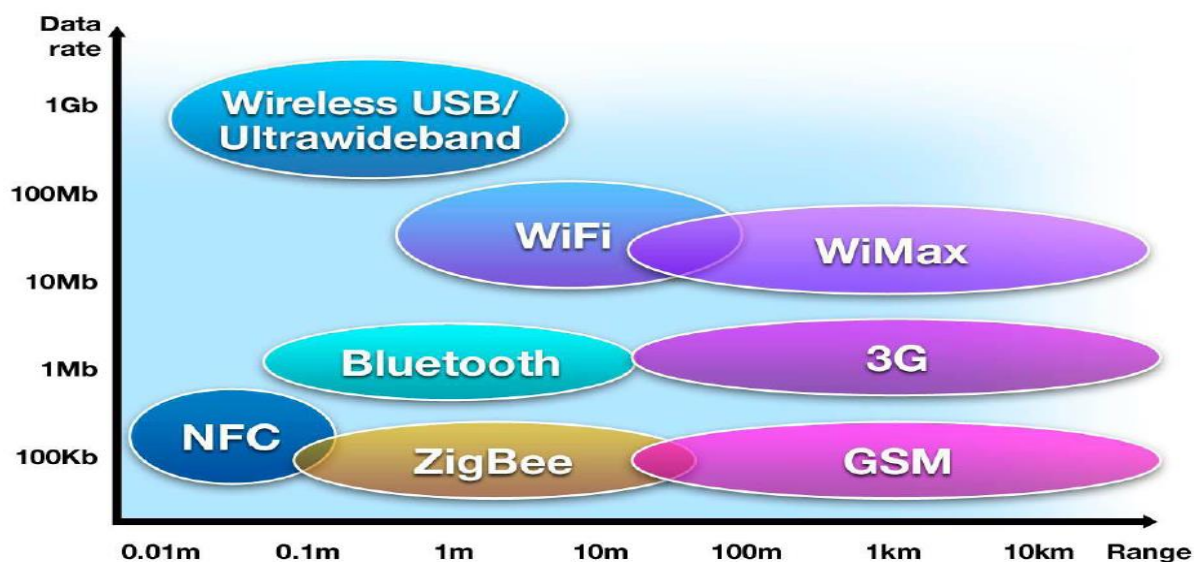 Data
rate
1Gb
Wireless USB/
Ultrawideband
100Mb
WiFi
WiMax
10Mb
Bluetooth
3G
1Mb
NFC
ZigBee
GSM
100Kb
0.01m 0.1m 1m 10m 100m 1km 10km Range